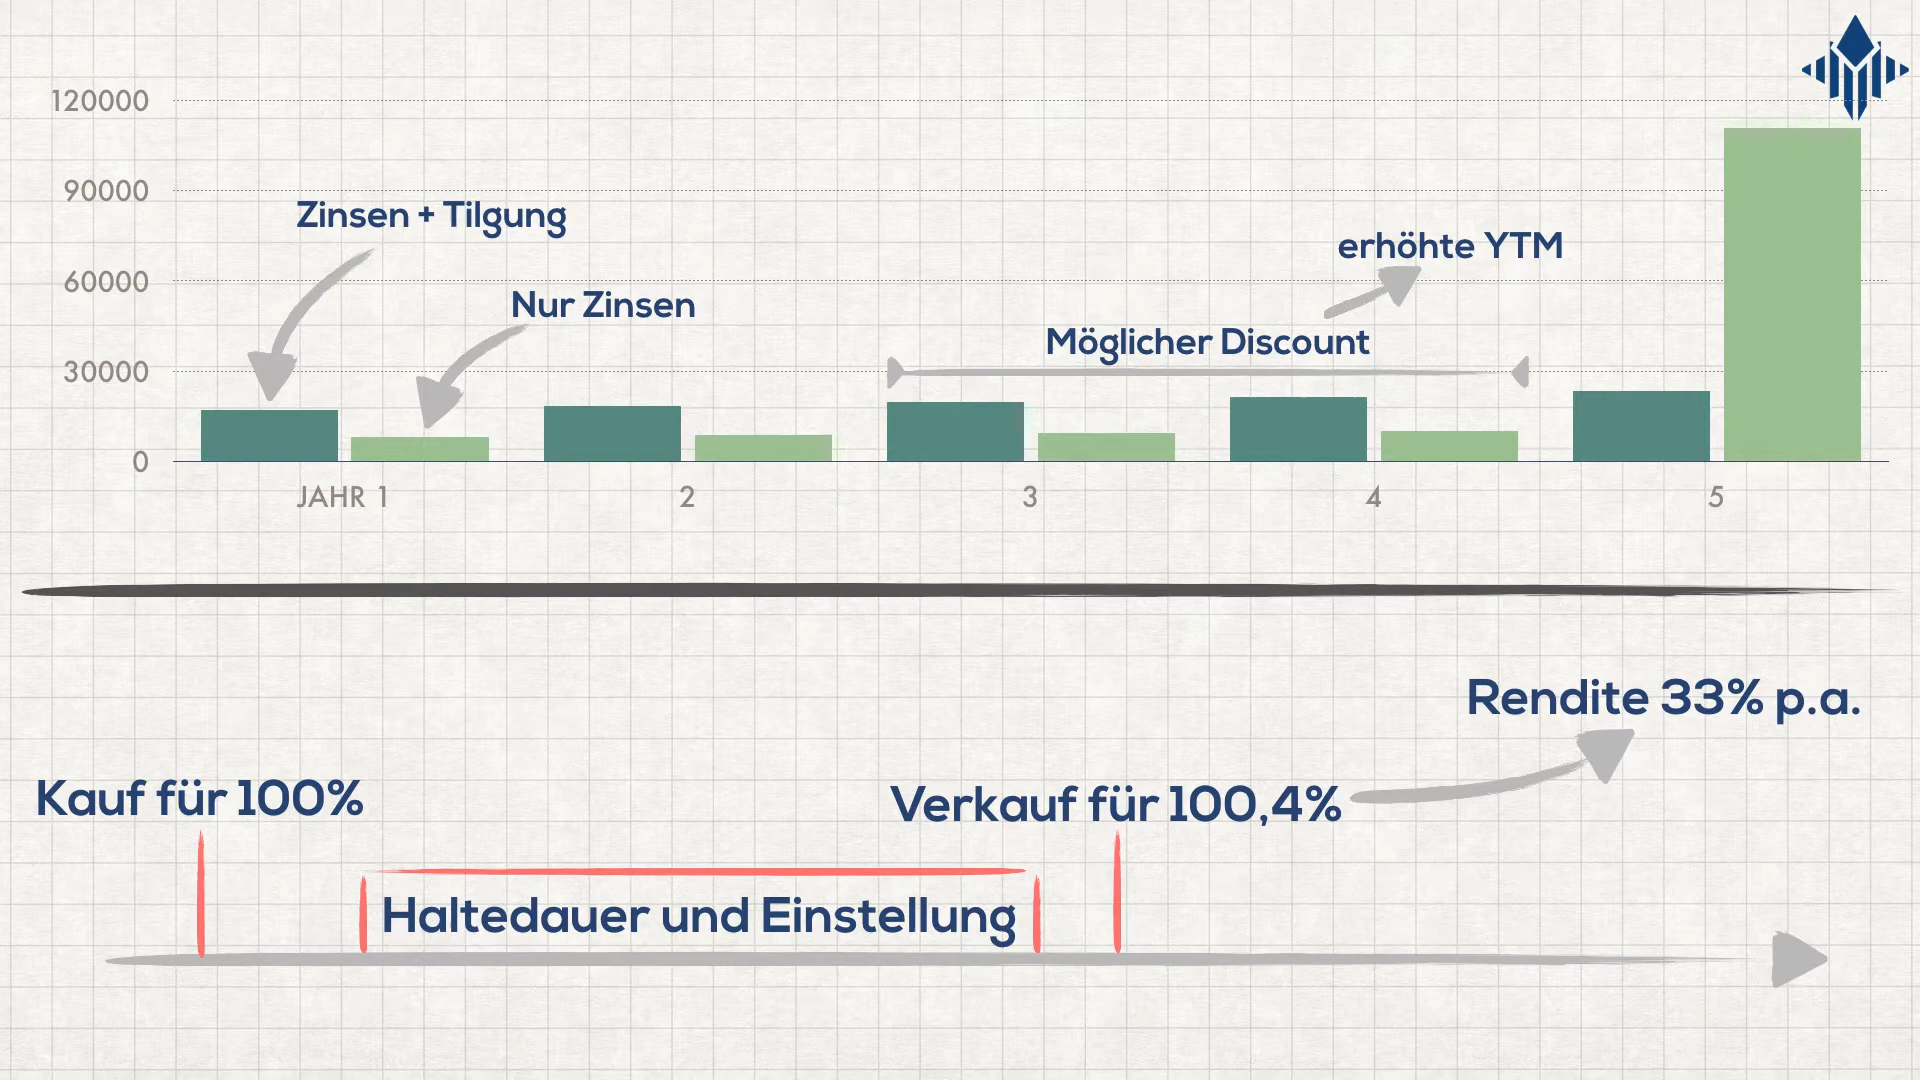 120000
90000
60000
30000
0
Zinsen + Tilgung
Nur Zinsen
erhöhte YTM
Möglicher Discount
JAHR 1
2
3
4
5
Rendite 33% p.a.
Kauf für 100%
Verkauf für 100,4%
Haltedauer und Einstellung